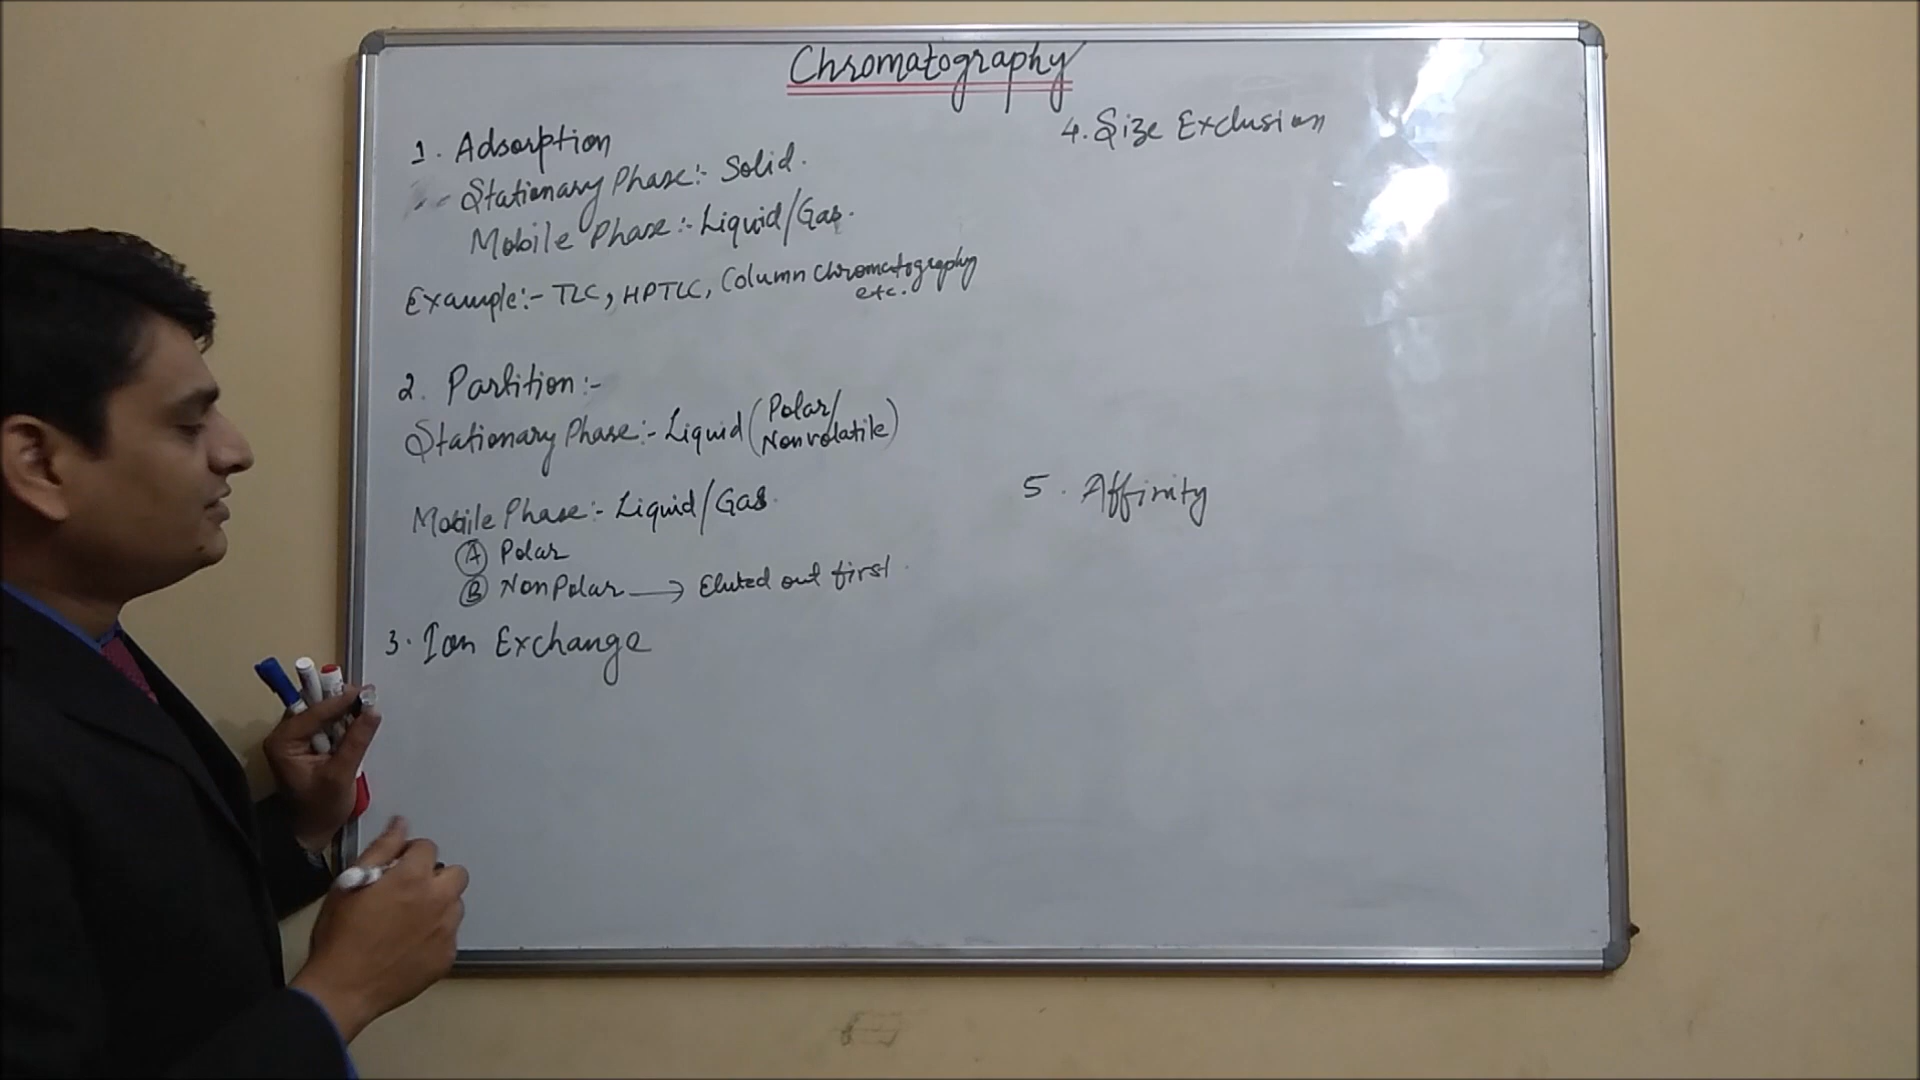 Chromatography
1. Adsorption
Stationary Phase:- Solid.
Mobile Phase:- Liquid/Gas.
Example:- TLC, HPTLC, Column Chromatography
etc.
2. Partition:-
Stationary Phase:- Liquid (Polar/
Nonvolatile)
Mobile Phase:- Liquid/Gas.
A Polar
B NonPolar → Eluted out first.
3. Ion Exchange
4. Size Exclusion
5. Affinity